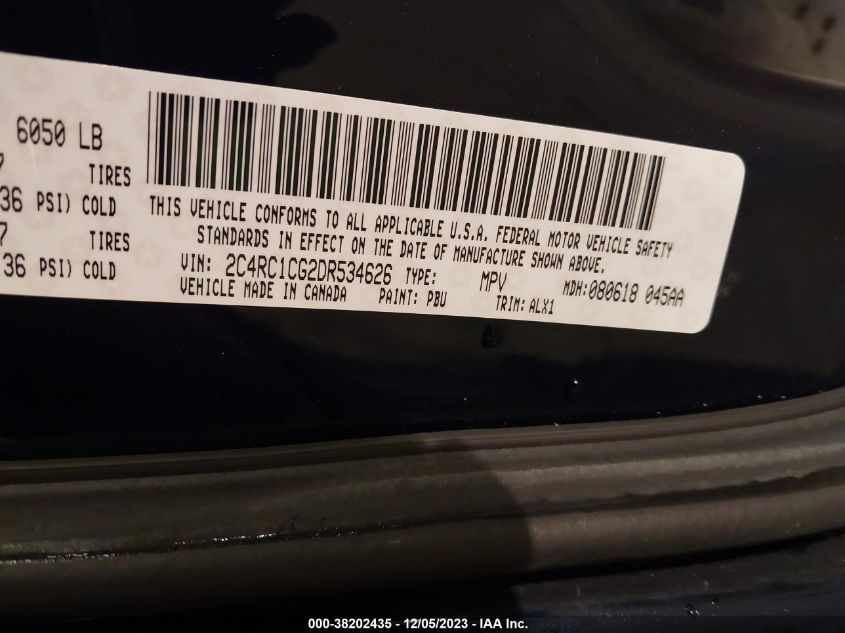 6050 LB
7 TIRES
36 PSI) COLD
7 TIRES
36 PSI) COLD
THIS VEHICLE CONFORMS TO ALL APPLICABLE U.S.A. FEDERAL MOTOR VEHICLE SAFETY
STANDARDS IN EFFECT ON THE DATE OF MANUFACTURE SHOWN ABOVE.
VIN: 2C4RC1CG2DR534626 TYPE: MPV MDH:080618 045AA
VEHICLE MADE IN CANADA PAINT: PBU TRIM: ALX1
000-38202435 - 12/05/2023 - IAA Inc.